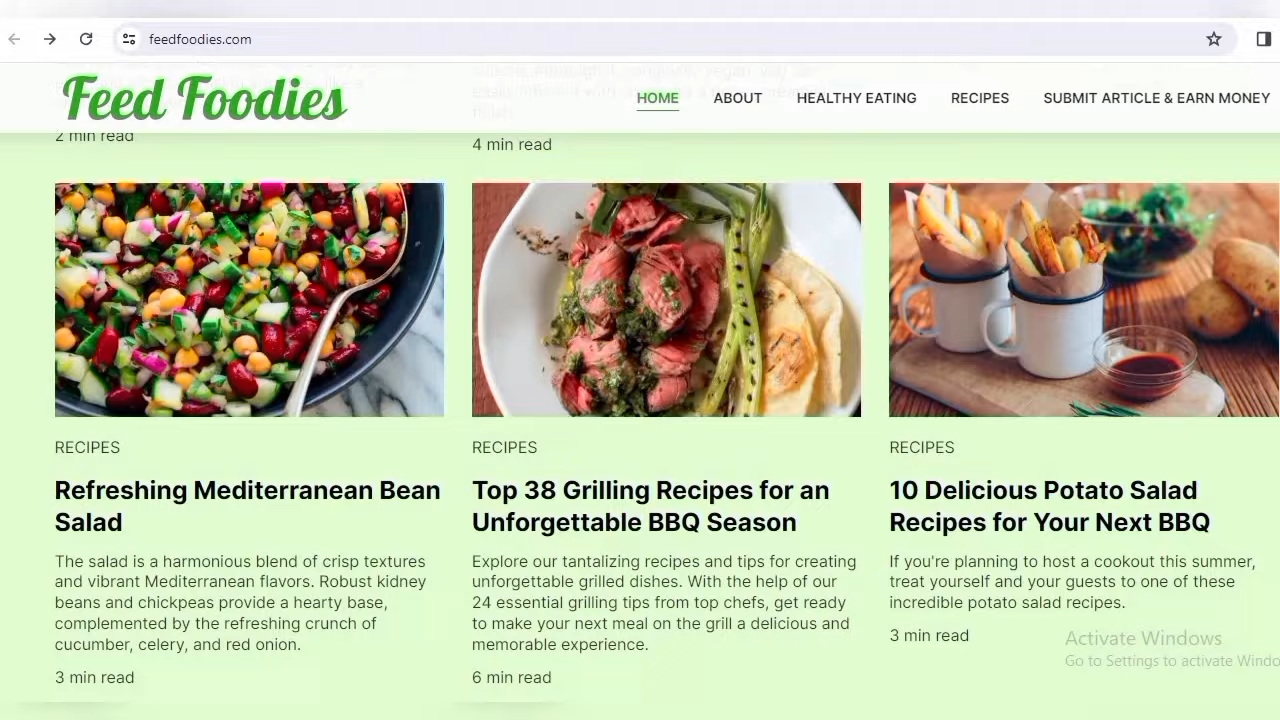 feedfoodies.com
Feed Foodies
HOME
ABOUT
HEALTHY EATING
RECIPES
SUBMIT ARTICLE & EARN MONEY
2 min read
4 min read
RECIPES
Refreshing Mediterranean Bean
Salad
The salad is a harmonious blend of crisp textures
and vibrant Mediterranean flavors. Robust kidney
beans and chickpeas provide a hearty base,
complemented by the refreshing crunch of
cucumber, celery, and red onion.
3 min read
RECIPES
Top 38 Grilling Recipes for an
Unforgettable BBQ Season
Explore our tantalizing recipes and tips for creating
unforgettable grilled dishes. With the help of our
24 essential grilling tips from top chefs, get ready
to make your next meal on the grill a delicious and
memorable experience.
6 min read
RECIPES
10 Delicious Potato Salad
Recipes for Your Next BBQ
If you're planning to host a cookout this summer,
treat yourself and your guests to one of these
incredible potato salad recipes.
3 min read
Activate Windows
Go to Settings to activate Windo